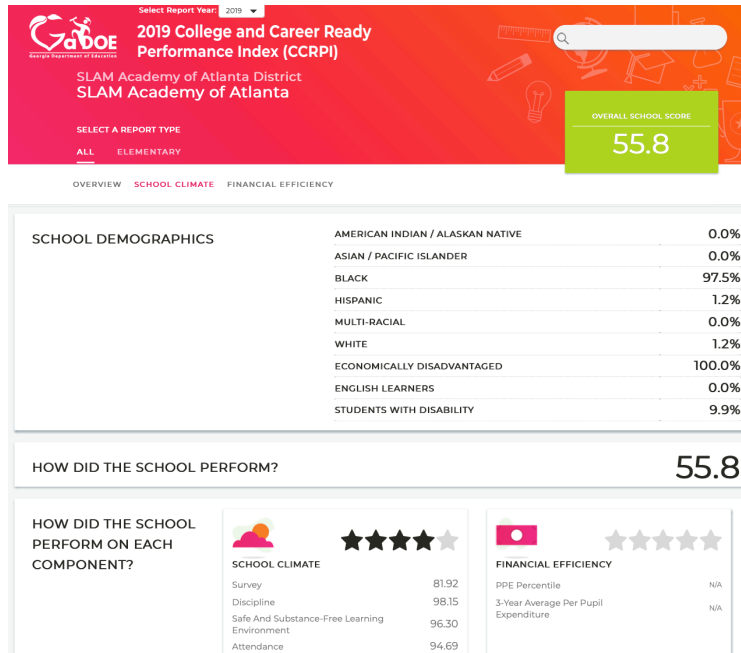 Select Report Year: 2019
GaDOE
Georgia Department of Education
2019 College and Career Ready
Performance Index (CCRPI)
SLAM Academy of Atlanta District
SLAM Academy of Atlanta
SELECT A REPORT TYPE
ALL ELEMENTARY
OVERALL SCHOOL SCORE
55.8
OVERVIEW SCHOOL CLIMATE FINANCIAL EFFICIENCY
SCHOOL DEMOGRAPHICS
AMERICAN INDIAN / ALASKAN NATIVE 0.0%
ASIAN / PACIFIC ISLANDER 0.0%
BLACK 97.5%
HISPANIC 1.2%
MULTI-RACIAL 0.0%
WHITE 1.2%
ECONOMICALLY DISADVANTAGED 100.0%
ENGLISH LEARNERS 0.0%
STUDENTS WITH DISABILITY 9.9%
HOW DID THE SCHOOL PERFORM? 55.8
HOW DID THE SCHOOL
PERFORM ON EACH
COMPONENT?
SCHOOL CLIMATE
Survey 81.92
Discipline 98.15
Safe And Substance-Free Learning
Environment 96.30
Attendance 94.69
FINANCIAL EFFICIENCY
PPE Percentile N/A
3-Year Average Per Pupil
Expenditure N/A